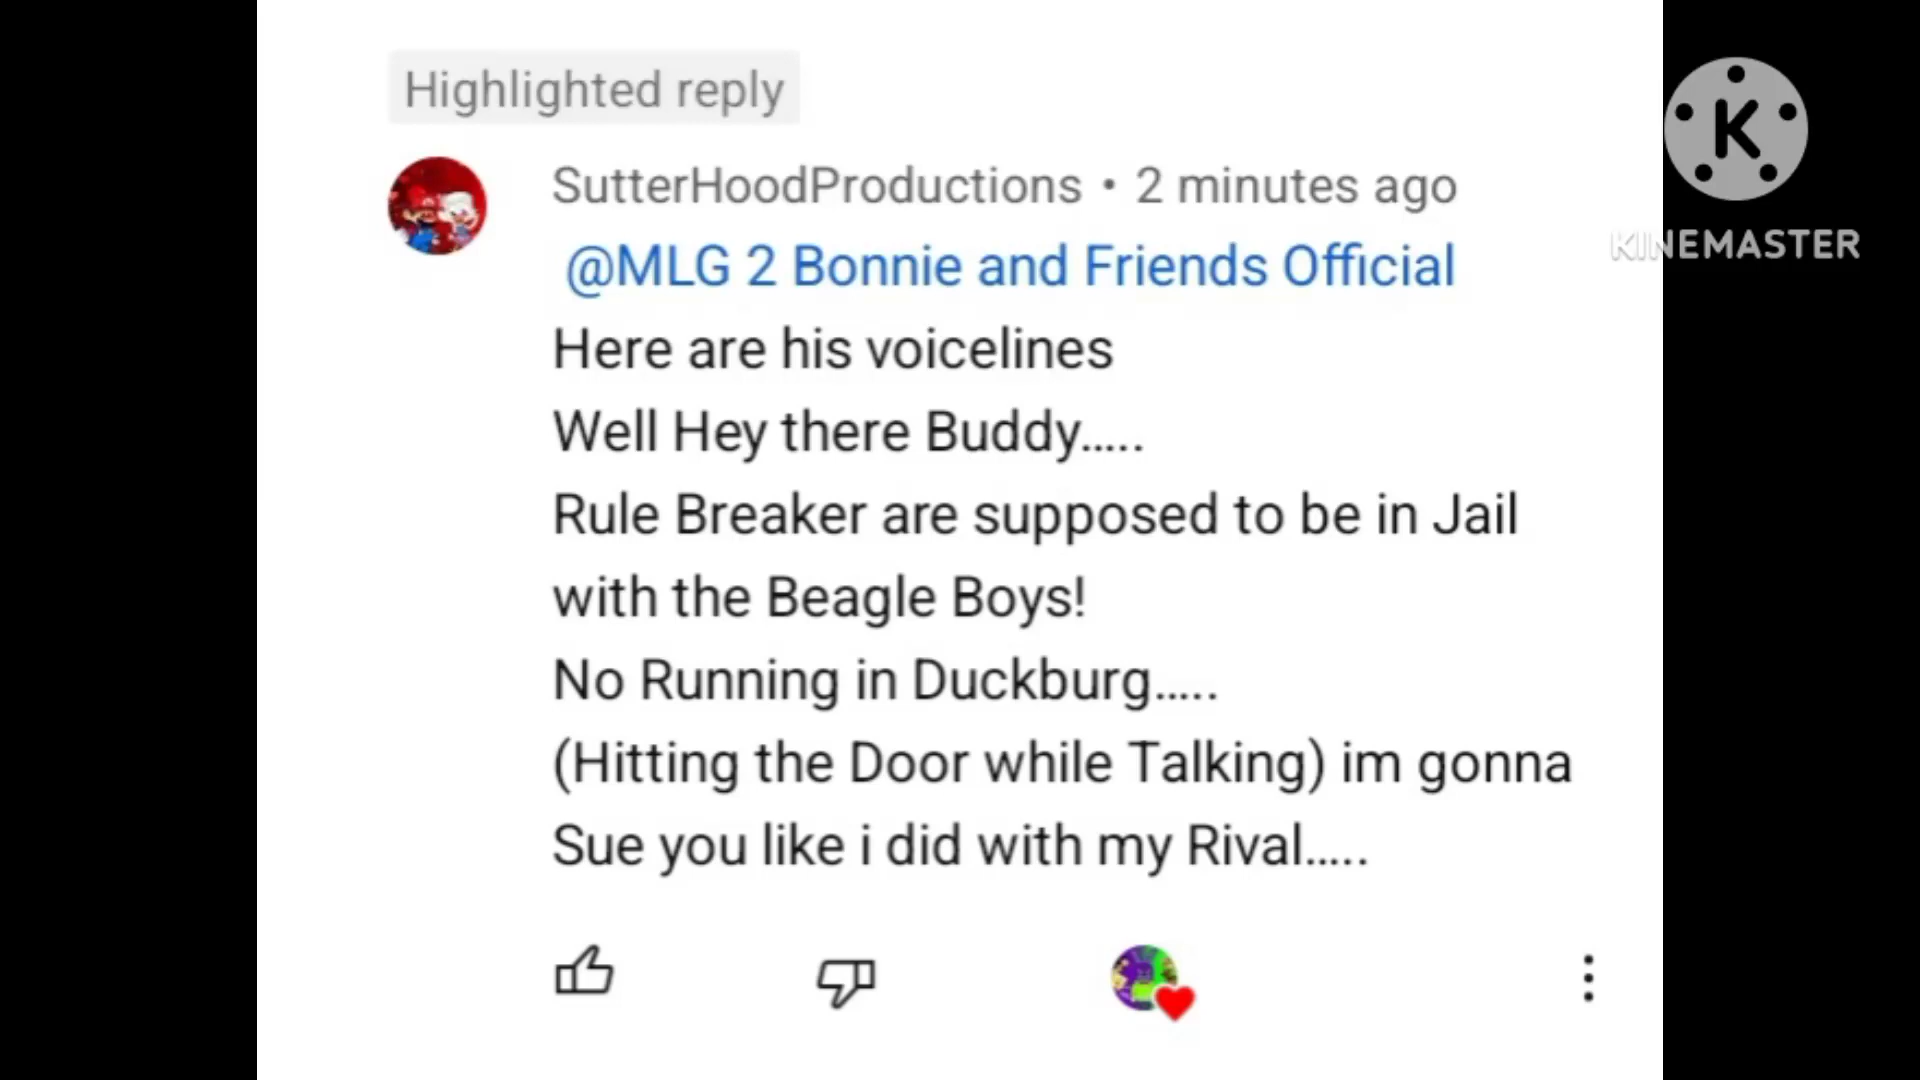 Highlighted reply
SutterHoodProductions • 2 minutes ago
@MLG 2 Bonnie and Friends Official
Here are his voicelines
Well Hey there Buddy.....
Rule Breaker are supposed to be in Jail
with the Beagle Boys!
No Running in Duckburg.....
(Hitting the Door while Talking) im gonna
Sue you like i did with my Rival.....
K
KINEMASTER